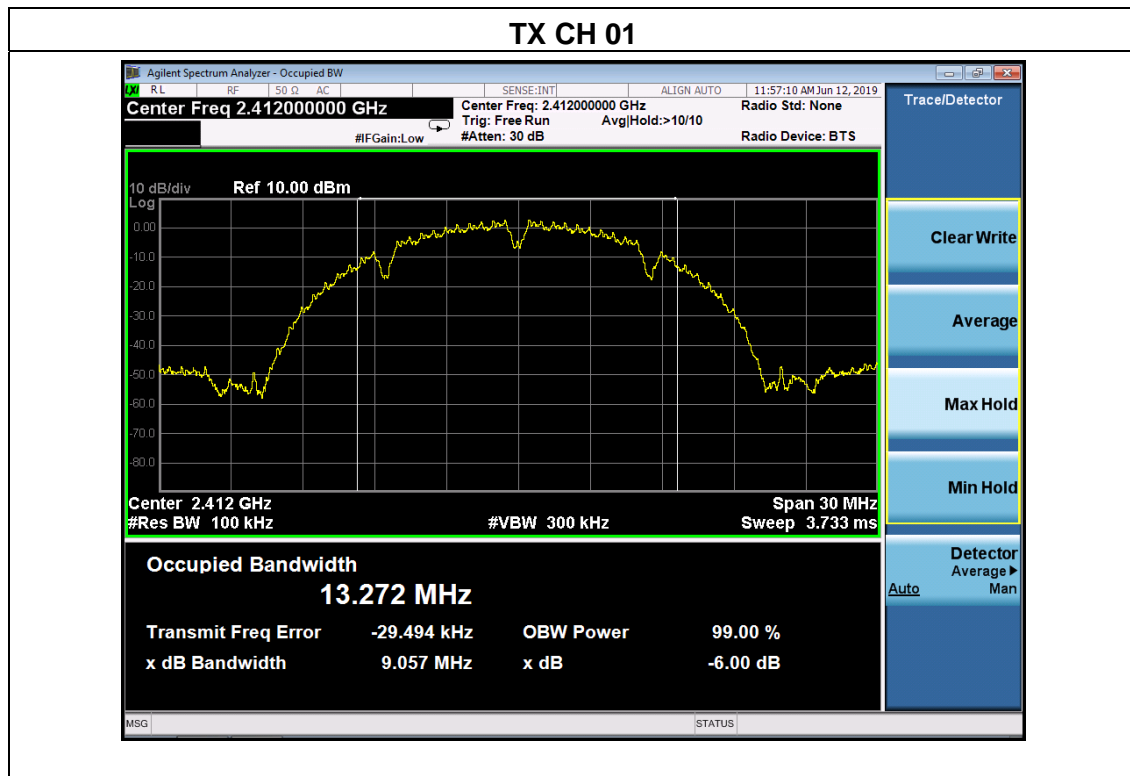 TX CH 01
Agilent Spectrum Analyzer - Occupied BW
LXI RL RF 50 Ω AC SENSE:INT ALIGN AUTO 11:57:10 AM Jun 12, 2019
Center Freq 2.412000000 GHz
Center Freq: 2.412000000 GHz Radio Std: None
Trig: Free Run Avg|Hold:>10/10
#IFGain:Low #Atten: 30 dB Radio Device: BTS
Trace/Detector
10 dB/div Ref 10.00 dBm
Log
0.00
-10.0
-20.0
-30.0
-40.0
-50.0
-60.0
-70.0
-80.0
Center 2.412 GHz Span 30 MHz
#Res BW 100 kHz #VBW 300 kHz Sweep 3.733 ms
Clear Write
Average
Max Hold
Min Hold
Detector
Average▶
Auto Man
Occupied Bandwidth
13.272 MHz
Transmit Freq Error -29.494 kHz OBW Power 99.00 %
x dB Bandwidth 9.057 MHz x dB -6.00 dB
MSG STATUS